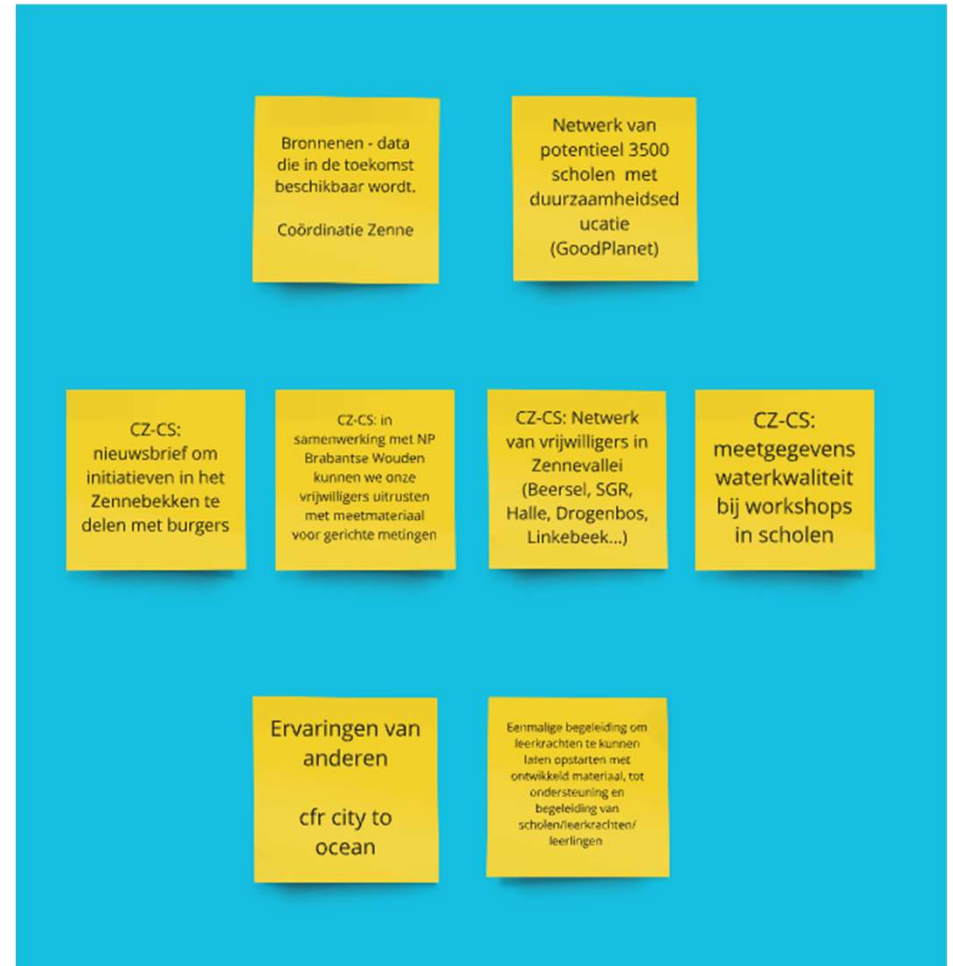 Bronnenen - data
die in de toekomst
beschikbaar wordt.
Coördinatie Zenne
Netwerk van
potentieel 3500
scholen met
duurzaamheidsed
ucatie
(GoodPlanet)
CZ-CS:
nieuwsbrief om
initiatieven in het
Zennebekken te
delen met burgers
CZ-CS: in
samenwerking met NP
Brabantse Wouden
kunnen we onze
vrijwilligers uitrusten
met meetmateriaal
voor gerichte metingen
CZ-CS: Netwerk
van vrijwilligers in
Zennevallei
(Beersel, SGR,
Halle, Drogenbos,
Linkebeek...)
CZ-CS:
meetgegevens
waterkwaliteit
bij workshops
in scholen
Ervaringen van
anderen
cfr city to
ocean
Eenmalige begeleiding om
leerkrachten te kunnen
laten opstarten met
ontwikkeld materiaal, tot
ondersteuning en
begeleiding van
scholen/leerkrachten/
leerlingen